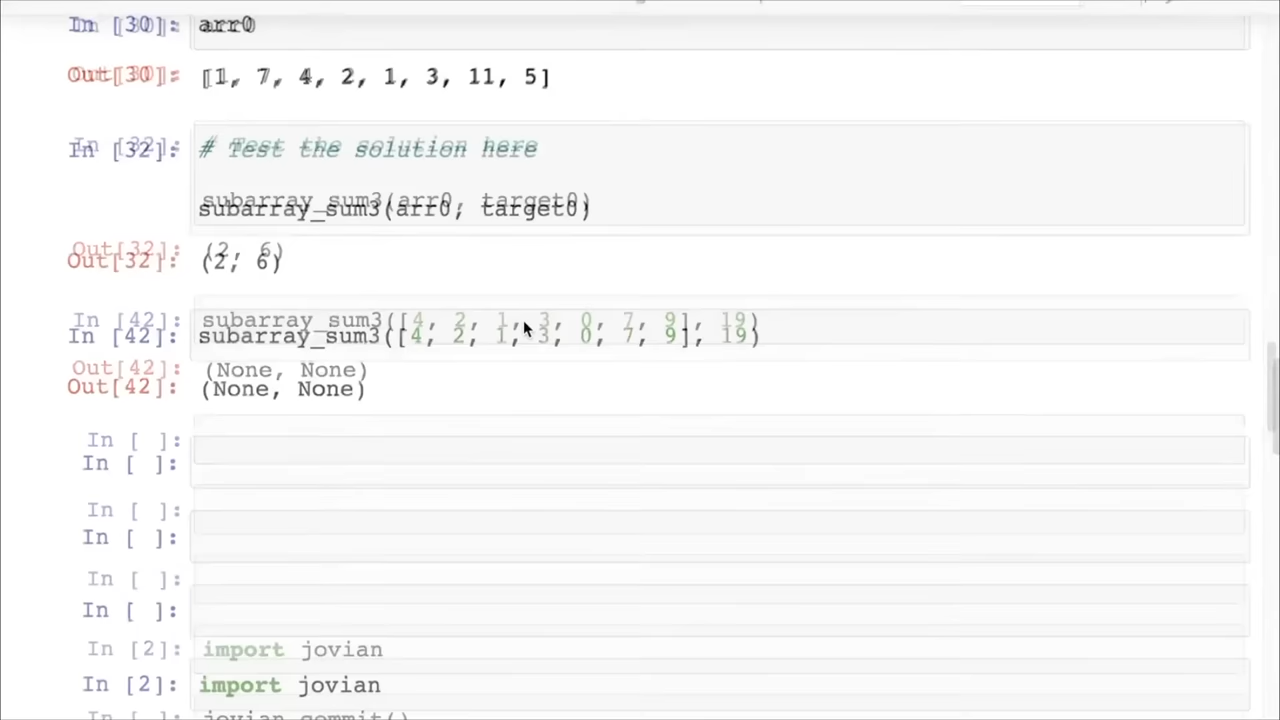 In [30]: arr0
Out[30]: [1, 7, 4, 2, 1, 3, 11, 5]
In [32]: # Test the solution here
subarray_sum3(arr0, target0)
Out[32]: (2, 6)
In [42]: subarray_sum3([4, 2, 1, 3, 0, 7, 9], 19)
Out[42]: (None, None)
In [ ]:
In [ ]:
In [ ]:
In [2]: import jovian
jovian.commit()